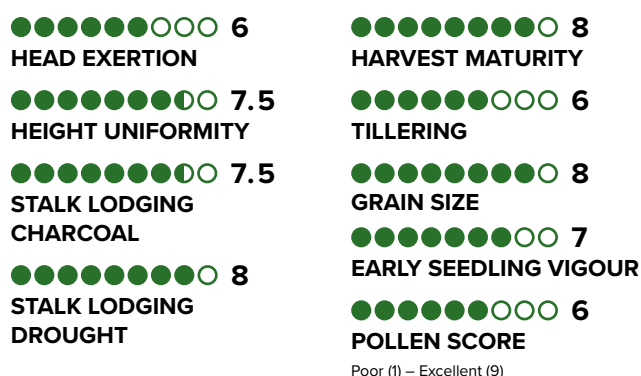 6
HEAD EXERTION
7.5
HEIGHT UNIFORMITY
7.5
STALK LODGING
CHARCOAL
8
STALK LODGING
DROUGHT
8
HARVEST MATURITY
6
TILLERING
8
GRAIN SIZE
7
EARLY SEEDLING VIGOUR
6
POLLEN SCORE
Poor (1) – Excellent (9)